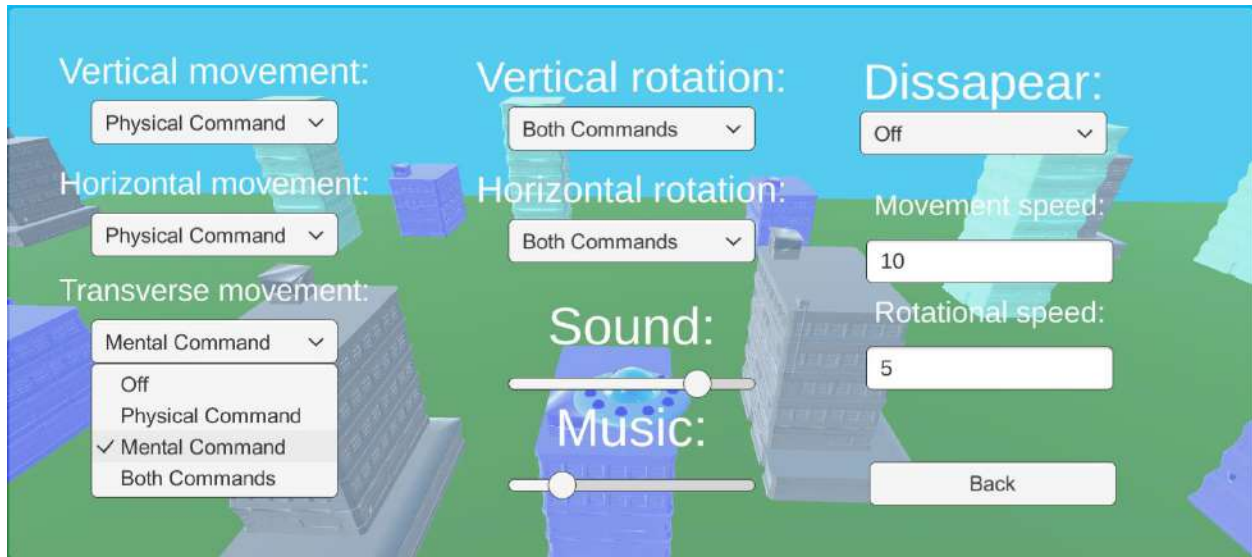 Vertical movement:
Physical Command
Horizontal movement:
Physical Command
Transverse movement:
Mental Command
Off
Physical Command
Mental Command
Both Commands
Vertical rotation:
Both Commands
Horizontal rotation:
Both Commands
Sound:
Music:
Dissapear:
Off
Movement speed:
10
Rotational speed:
5
Back